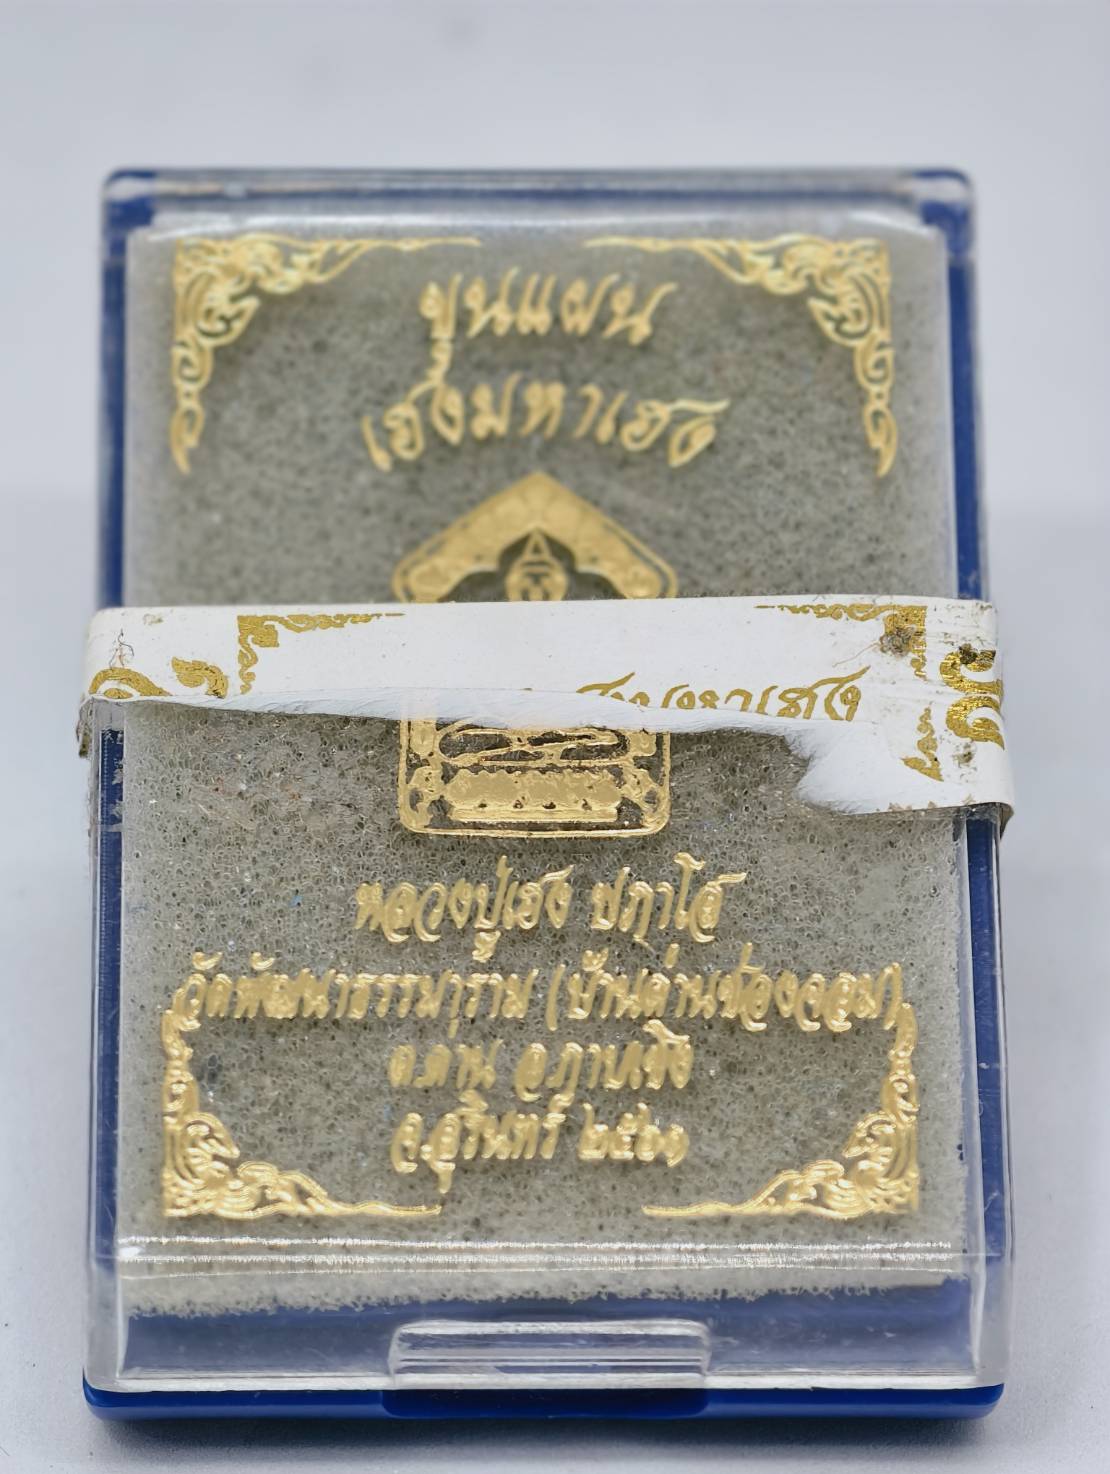 ขุนแผน
เฮงมหาเฮง
หลวงปู่เฮง ปภาโส
วัดพัฒนาธรรมาราม (บ้านด่านช่องจอม)
ต.ด่าน อ.กาบเชิง
จ.สุรินทร์ ๒๕๖๑